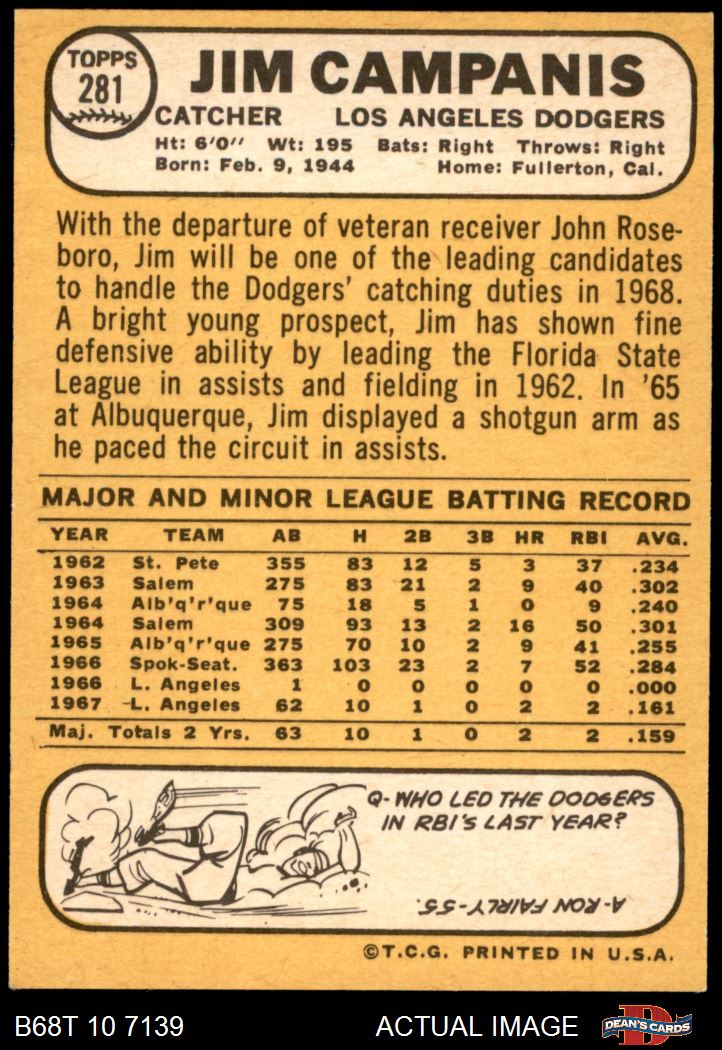 TOPPS
281
JIM CAMPANIS
CATCHER LOS ANGELES DODGERS
Ht: 6'0" Wt: 195 Bats: Right Throws: Right
Born: Feb. 9, 1944 Home: Fullerton, Cal.
With the departure of veteran receiver John Rose-
boro, Jim will be one of the leading candidates
to handle the Dodgers' catching duties in 1968.
A bright young prospect, Jim has shown fine
defensive ability by leading the Florida State
League in assists and fielding in 1962. In '65
at Albuquerque, Jim displayed a shotgun arm as
he paced the circuit in assists.
MAJOR AND MINOR LEAGUE BATTING RECORD
YEAR TEAM AB H 2B 3B HR RBI AVG.
1962 St. Pete 355 83 12 5 3 37 .234
1963 Salem 275 83 21 2 9 40 .302
1964 Alb'q'r'que 75 18 5 1 0 9 .240
1964 Salem 309 93 13 2 16 50 .301
1965 Alb'q'r'que 275 70 10 2 9 41 .255
1966 Spok-Seat. 363 103 23 2 7 52 .284
1966 L. Angeles 1 0 0 0 0 0 .000
1967 L. Angeles 62 10 1 0 2 2 .161
Maj. Totals 2 Yrs. 63 10 1 0 2 2 .159
Q-WHO LED THE DODGERS
IN RBI'S LAST YEAR?
A-RON FAIRLY-55.
©T.C.G. PRINTED IN U.S.A.
B68T 10 7139 ACTUAL IMAGE D DEAN'S CARDS